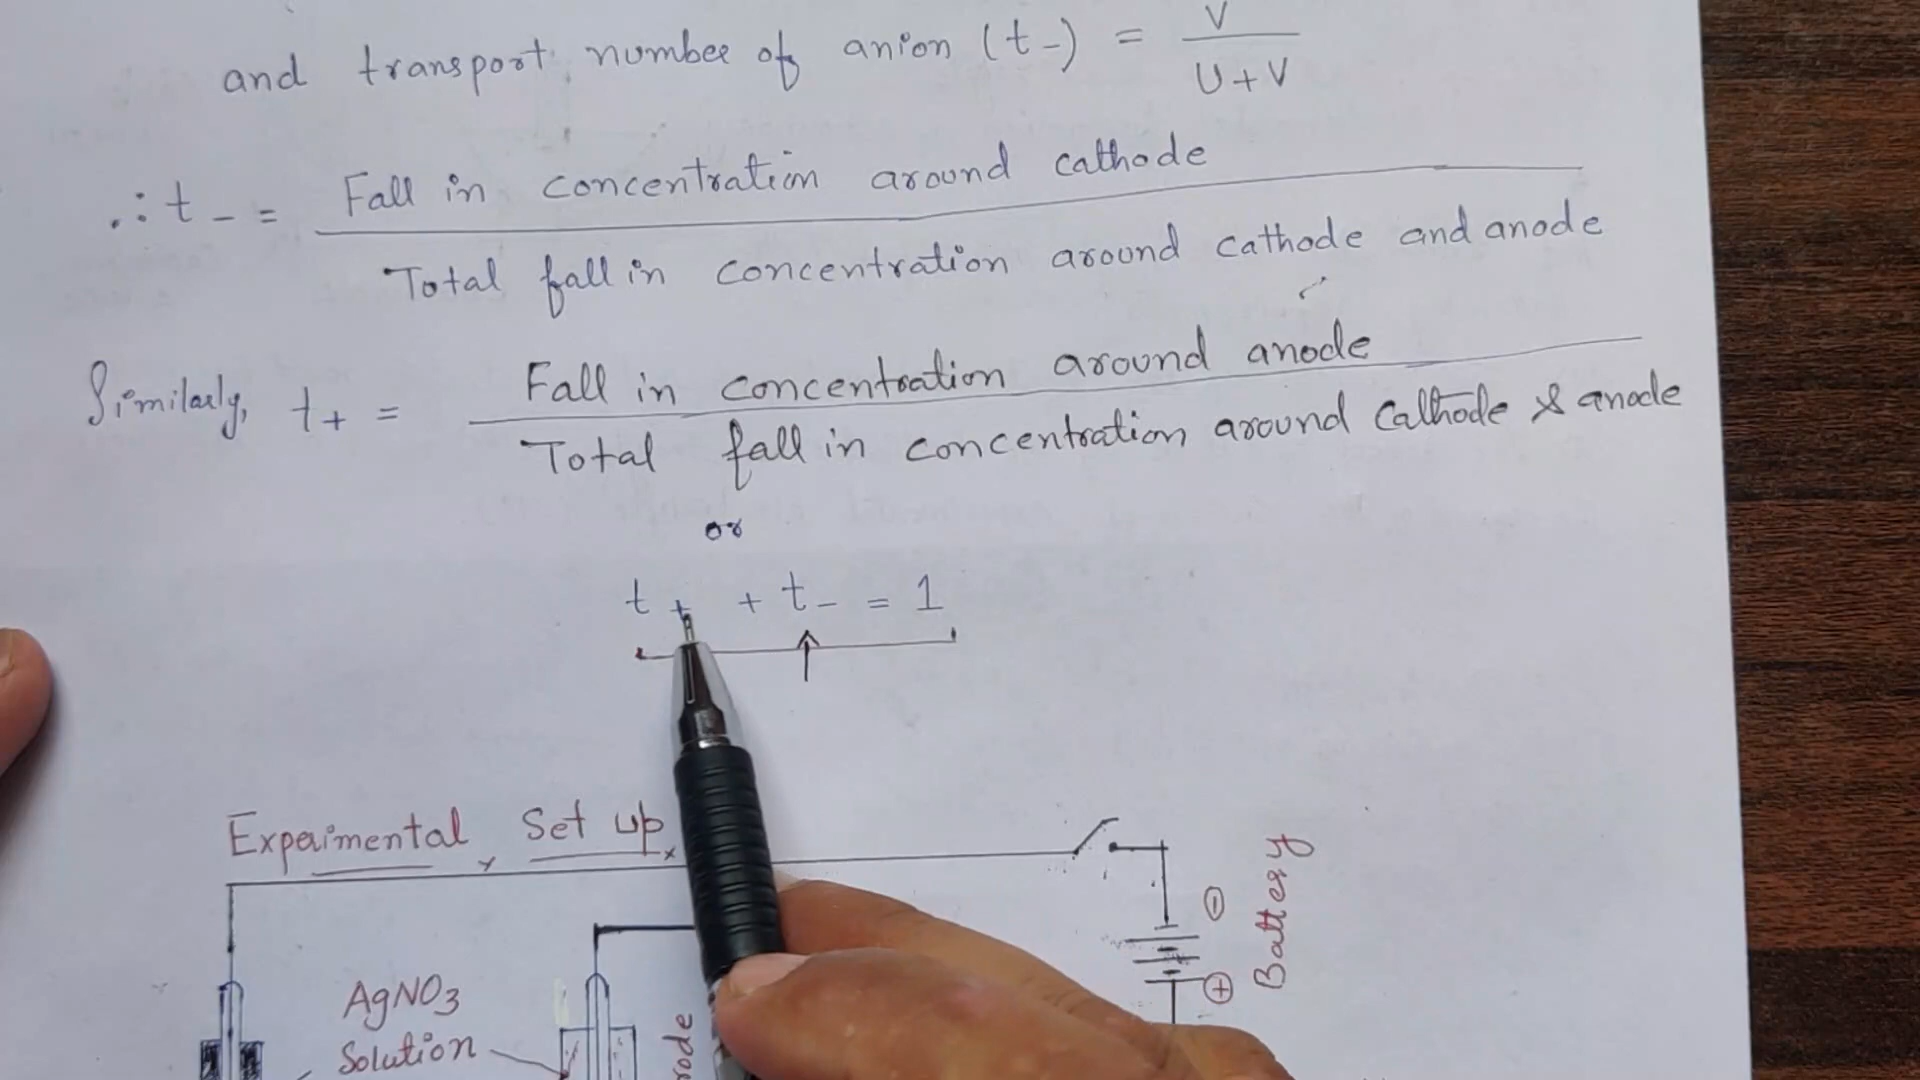 and transport number of anion (t-) = V / U+V
∴ t- = Fall in concentration around cathode
Total fall in concentration around cathode and anode
Similarly, t+ = Fall in concentration around anode
Total fall in concentration around cathode & anode
or
t+ + t- = 1
Experimental Set up
AgNO3
Solution
rode
-
+
Battery